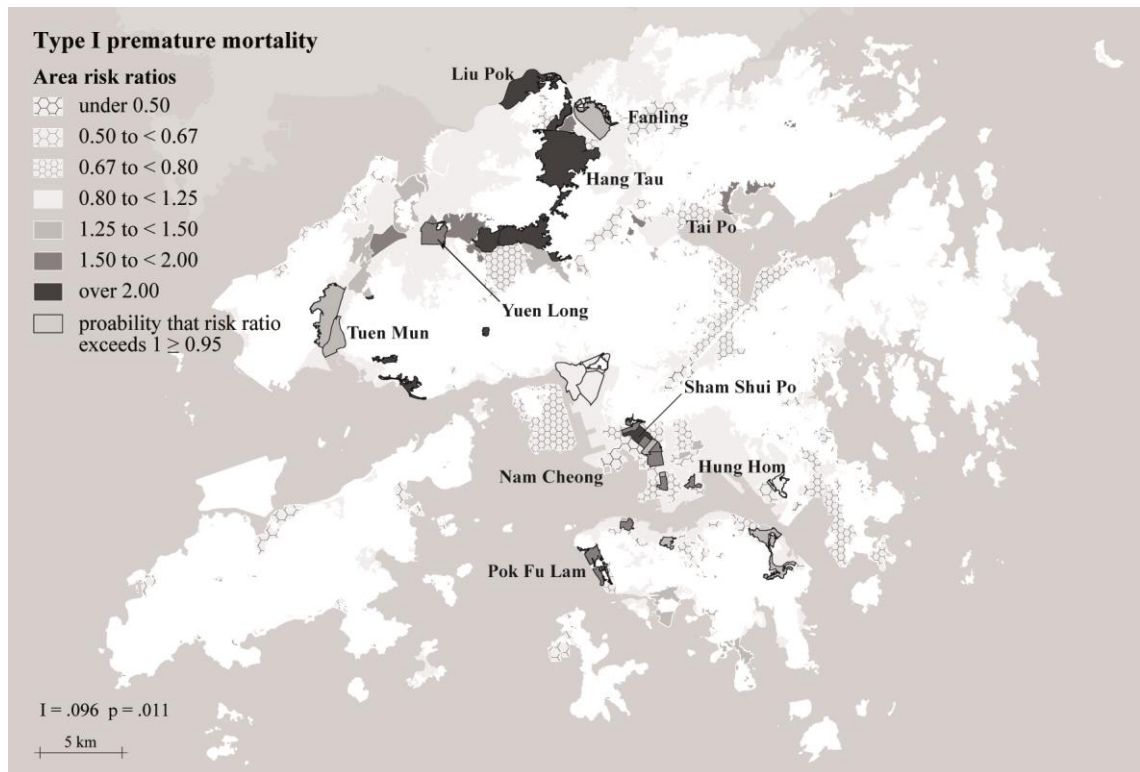 Type I premature mortality
Area risk ratios
under 0.50
0.50 to < 0.67
0.67 to < 0.80
0.80 to < 1.25
1.25 to < 1.50
1.50 to < 2.00
over 2.00
proability that risk ratio
exceeds 1 ≥ 0.95
Liu Pok
Fanling
Hang Tau
Tai Po
Yuen Long
Tuen Mun
Sham Shui Po
Nam Cheong
Hung Hom
Pok Fu Lam
I = .096 p = .011
5 km